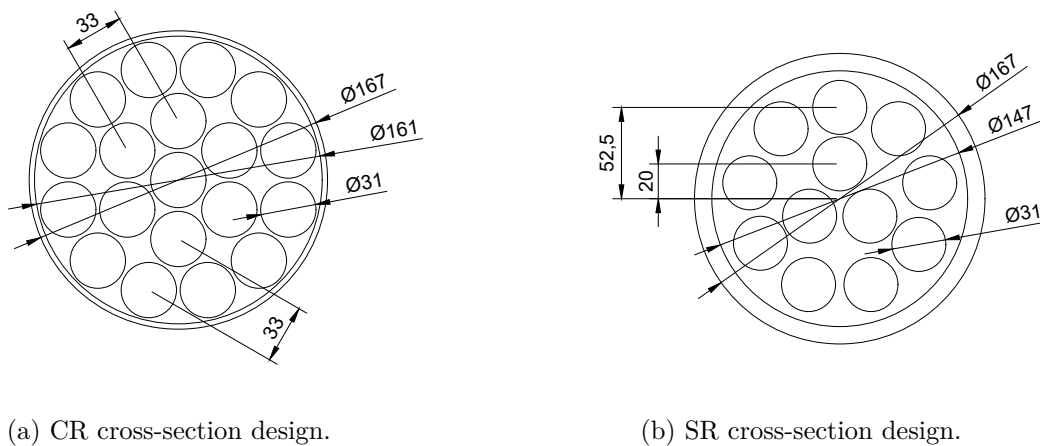 33
Ø167
Ø161
Ø31
33
(a) CR cross-section design.
52,5
20
Ø167
Ø147
Ø31
(b) SR cross-section design.